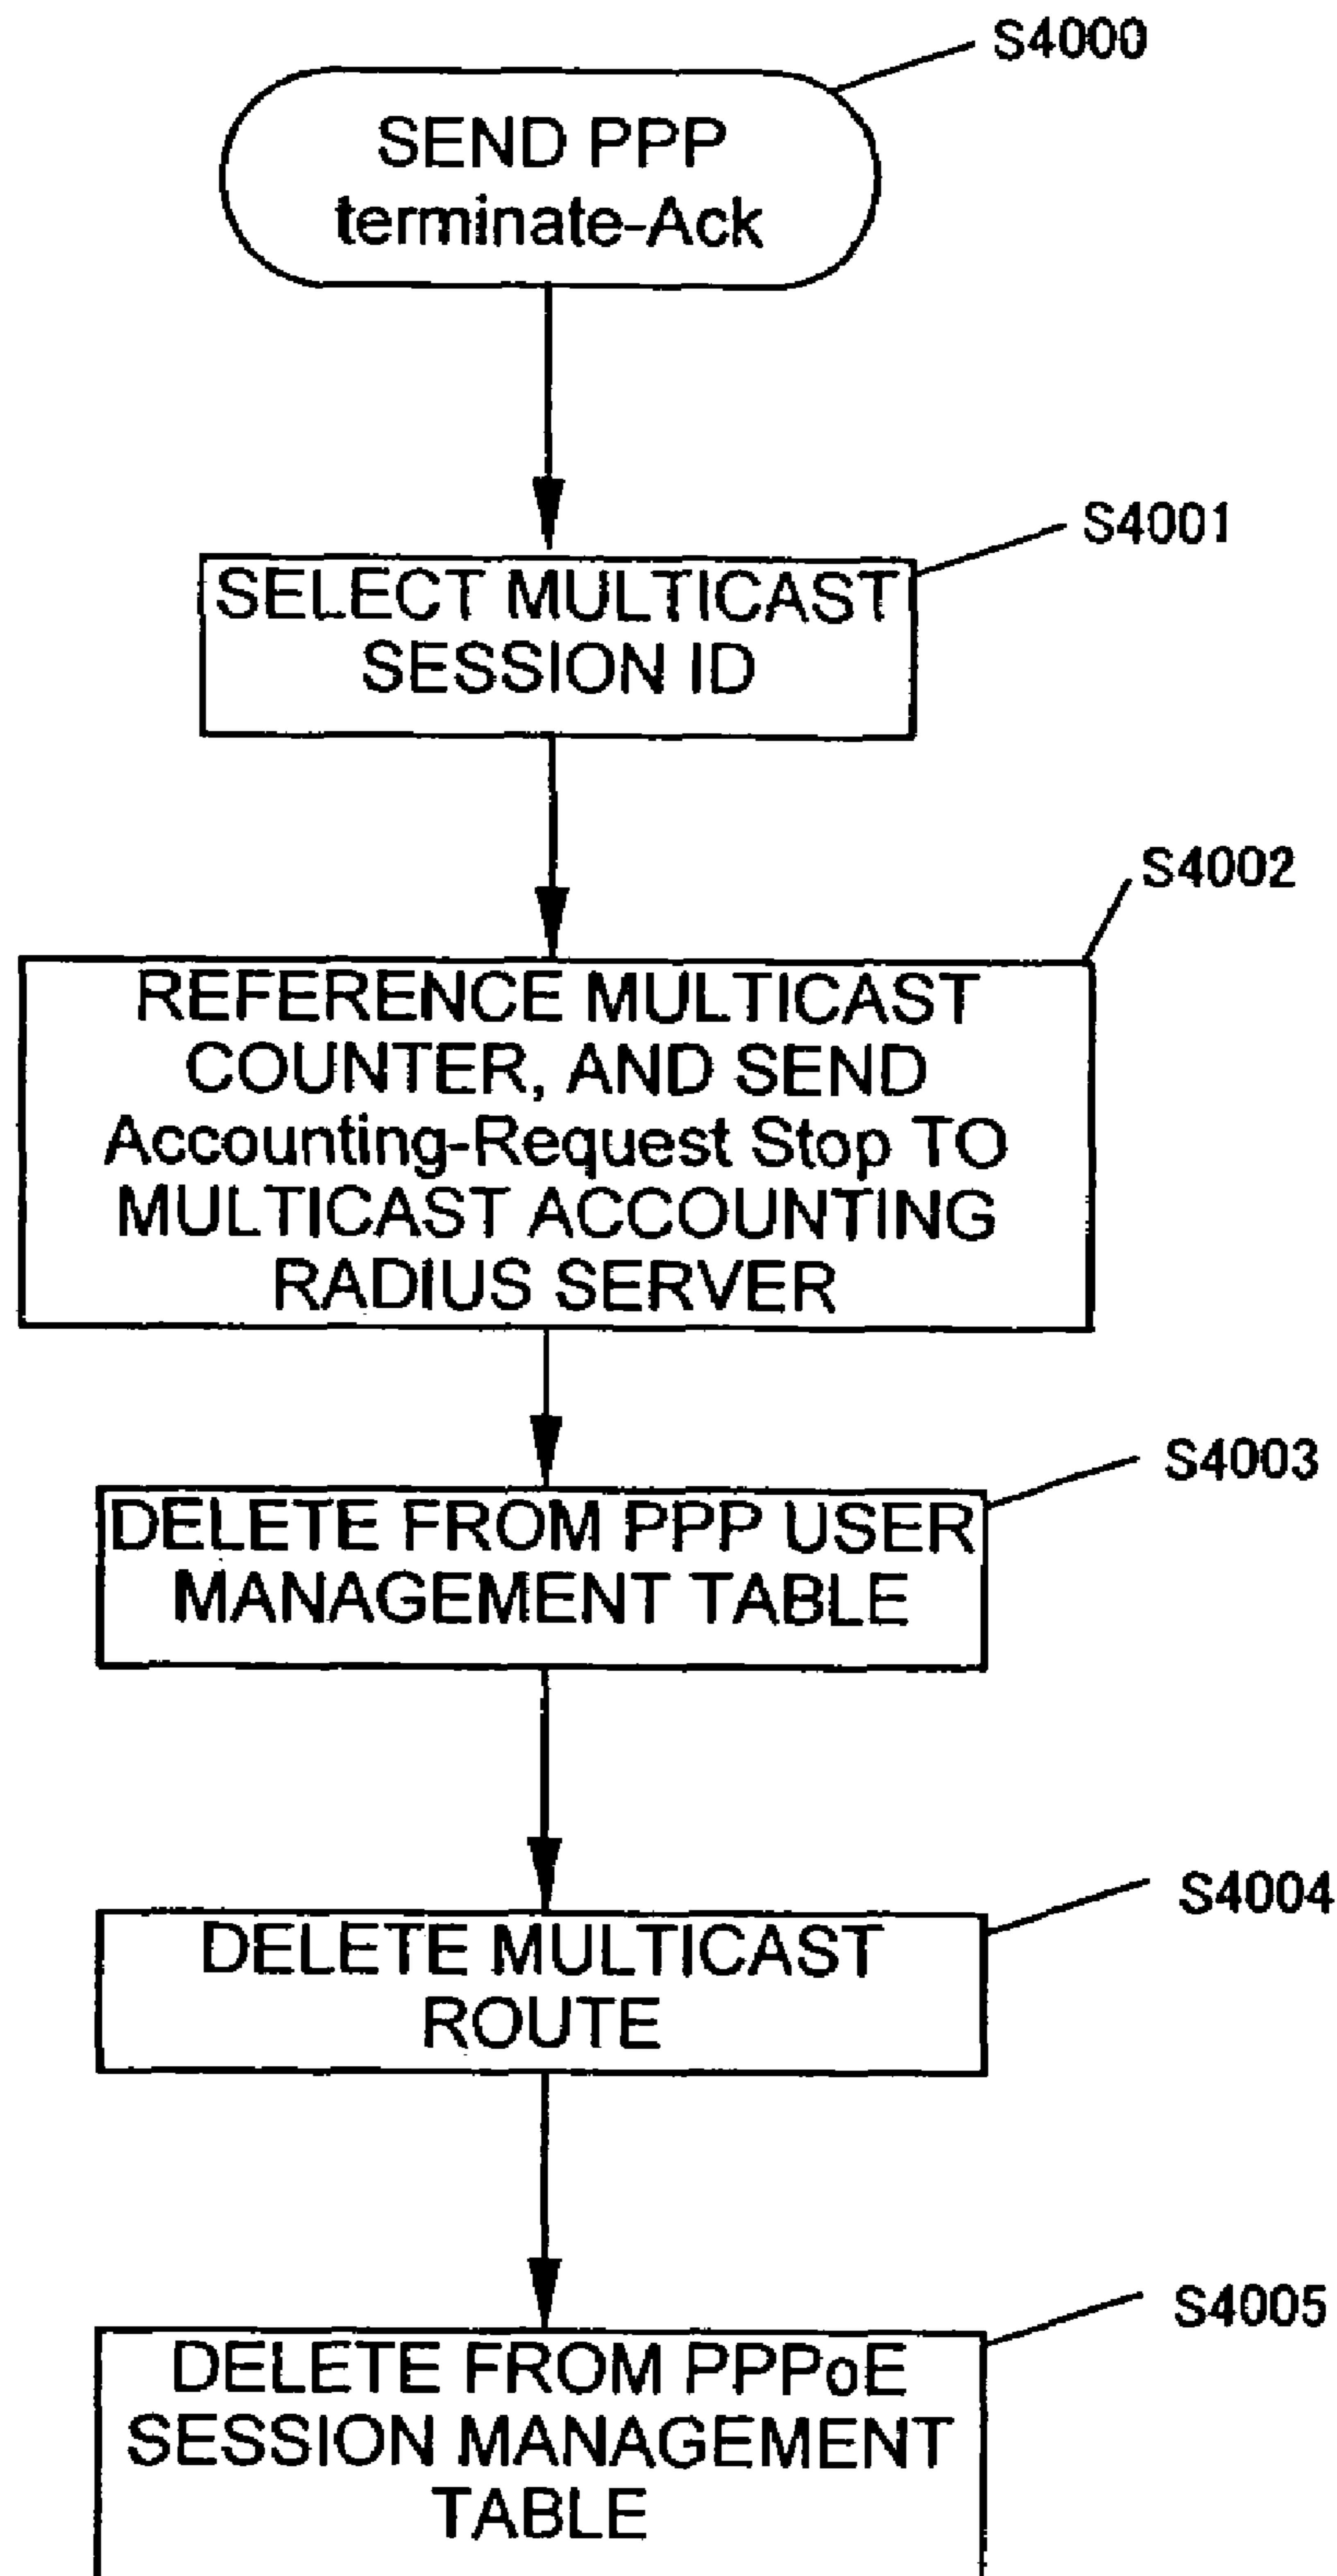 S4000
SEND PPP
terminate-Ack
S4001
SELECT MULTICAST
SESSION ID
S4002
REFERENCE MULTICAST
COUNTER, AND SEND
Accounting-Request Stop TO
MULTICAST ACCOUNTING
RADIUS SERVER
S4003
DELETE FROM PPP USER
MANAGEMENT TABLE
S4004
DELETE MULTICAST
ROUTE
S4005
DELETE FROM PPPoE
SESSION MANAGEMENT
TABLE